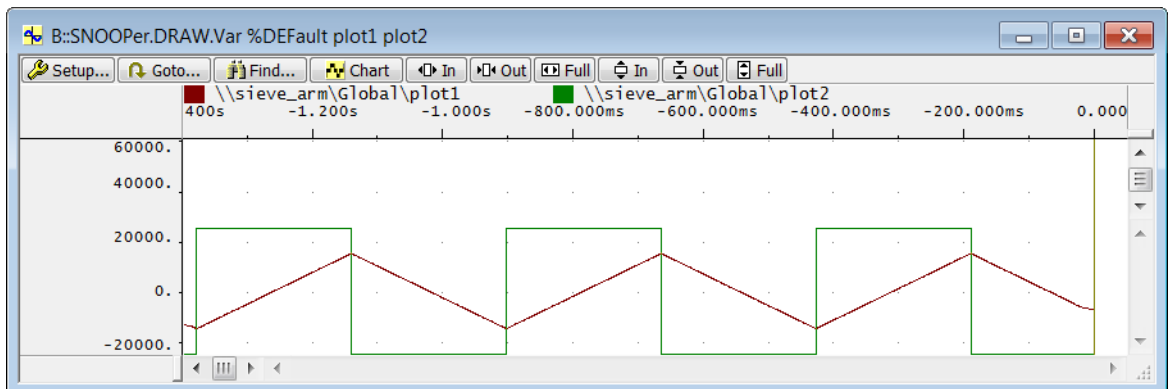 B::SNOOPer.DRAW.Var %DEFault plot1 plot2
Setup... Goto... Find... Chart In Out Full In Out Full
\\sieve_arm\Global\plot1 \\sieve_arm\Global\plot2
400s -1.200s -1.000s -800.000ms -600.000ms -400.000ms -200.000ms 0.000
60000.
40000.
20000.
0.
-20000.